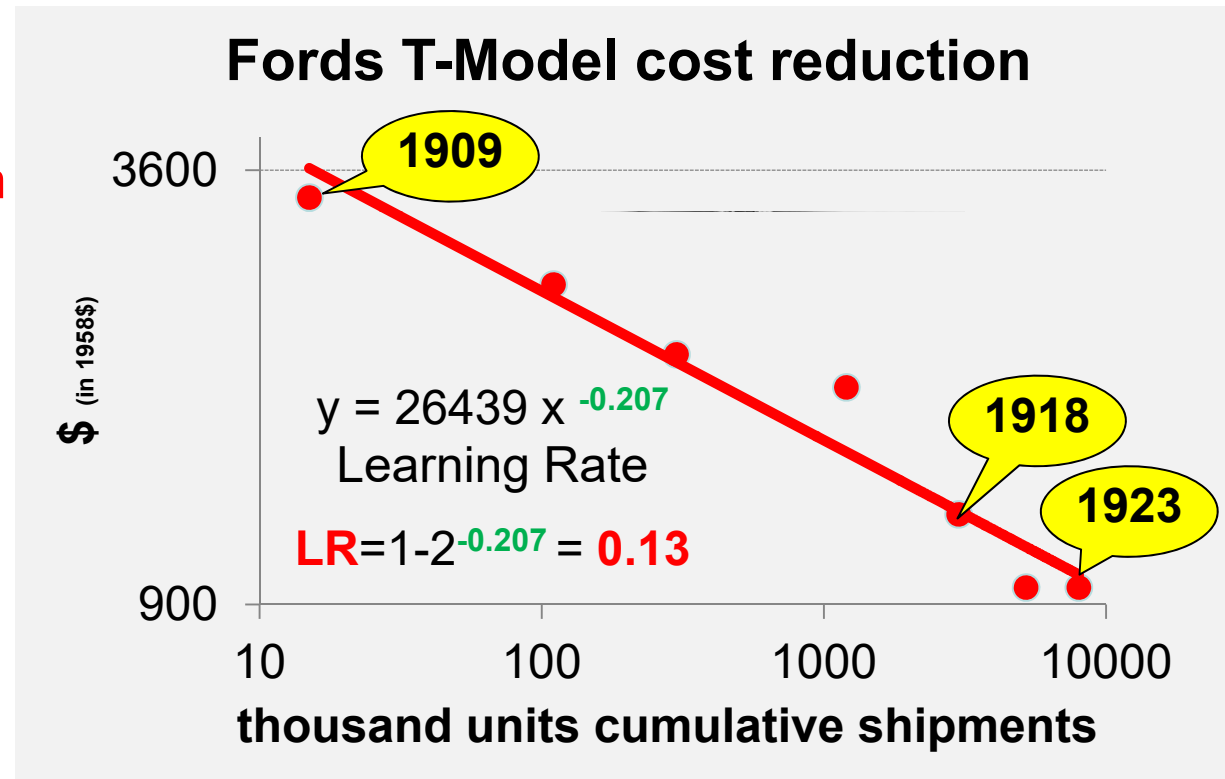 Fords T-Model cost reduction
1909
3600
$ (in 1958$)
y = 26439 x -0.207
Learning Rate
LR=1-2-0.207 = 0.13
1918
1923
900
10 100 1000 10000
thousand units cumulative shipments